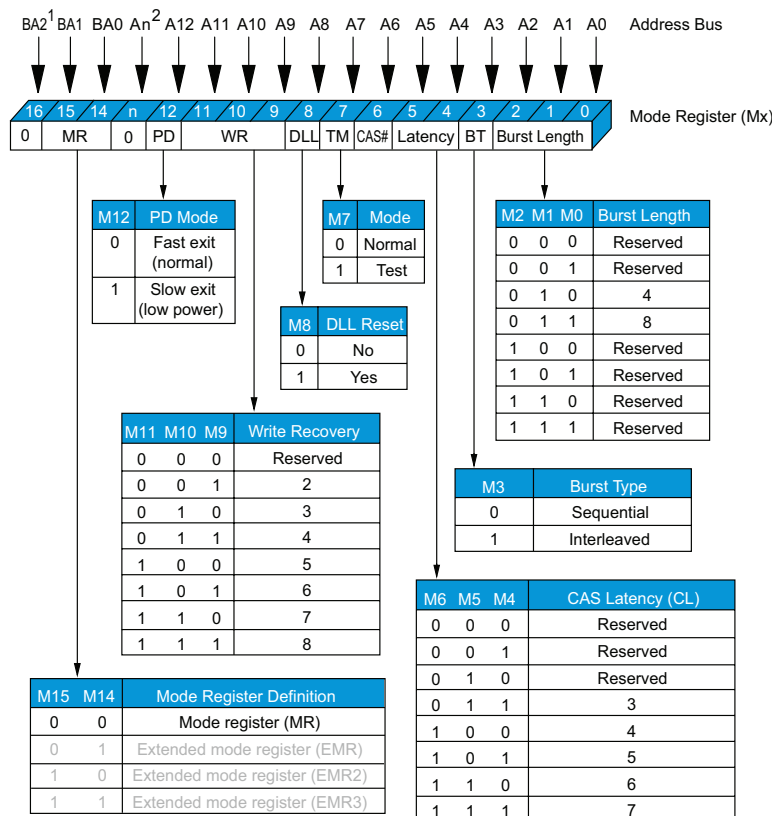 BA2¹ BA1 BA0 An² A12 A11 A10 A9 A8 A7 A6 A5 A4 A3 A2 A1 A0 Address Bus
16 15 14 n 12 11 10 9 8 7 6 5 4 3 2 1 0 Mode Register (Mx)
0 MR 0 PD WR DLL TM CAS# Latency BT Burst Length
M12 PD Mode
0 Fast exit
(normal)
1 Slow exit
(low power)
M7 Mode
0 Normal
1 Test
M2 M1 M0 Burst Length
0 0 0 Reserved
0 0 1 Reserved
0 1 0 4
0 1 1 8
1 0 0 Reserved
1 0 1 Reserved
1 1 0 Reserved
1 1 1 Reserved
M8 DLL Reset
0 No
1 Yes
M11 M10 M9 Write Recovery
0 0 0 Reserved
0 0 1 2
0 1 0 3
0 1 1 4
1 0 0 5
1 0 1 6
1 1 0 7
1 1 1 8
M3 Burst Type
0 Sequential
1 Interleaved
M6 M5 M4 CAS Latency (CL)
0 0 0 Reserved
0 0 1 Reserved
0 1 0 Reserved
0 1 1 3
1 0 0 4
1 0 1 5
1 1 0 6
1 1 1 7
M15 M14 Mode Register Definition
0 0 Mode register (MR)
0 1 Extended mode register (EMR)
1 0 Extended mode register (EMR2)
1 1 Extended mode register (EMR3)